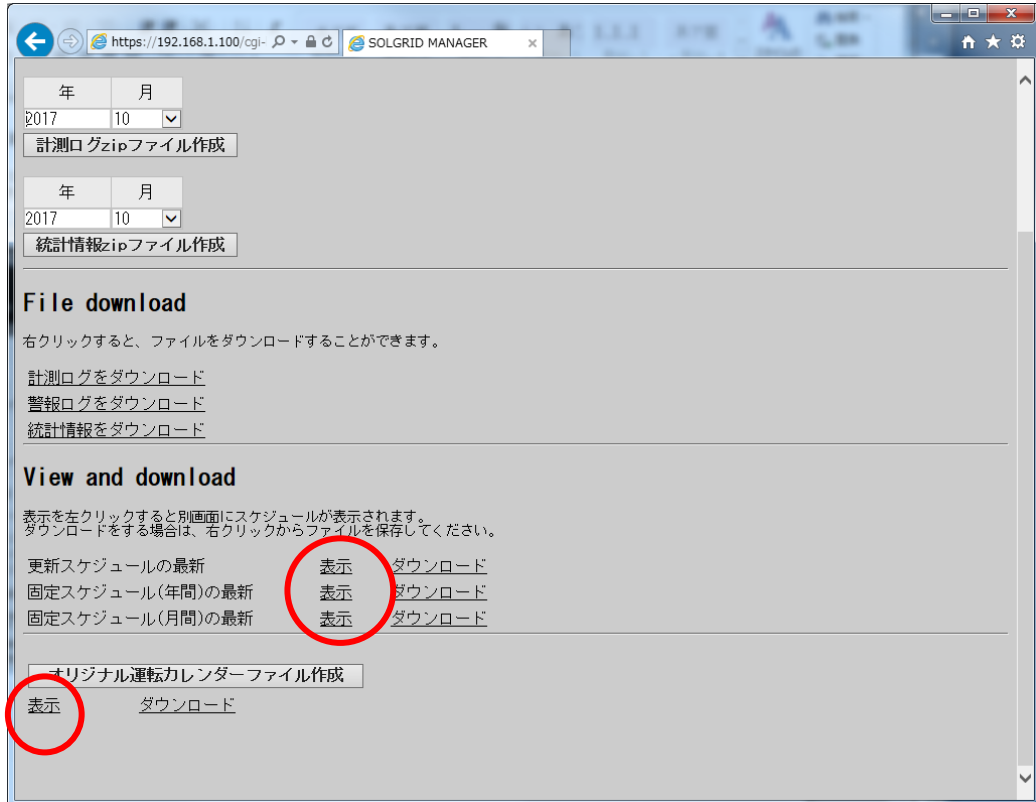 https://192.168.1.100/cgi-
SOLGRID MANAGER
年 月
2017 10
計測ログzipファイル作成
年 月
2017 10
統計情報zipファイル作成
File download
右クリックすると、ファイルをダウンロードすることができます。
計測ログをダウンロード
警報ログをダウンロード
統計情報をダウンロード
View and download
表示を左クリックすると別画面にスケジュールが表示されます。
ダウンロードをする場合は、右クリックからファイルを保存してください。
更新スケジュールの最新 表示 ダウンロード
固定スケジュール(年間)の最新 表示 ダウンロード
固定スケジュール(月間)の最新 表示 ダウンロード
オリジナル運転カレンダーファイル作成
表示 ダウンロード